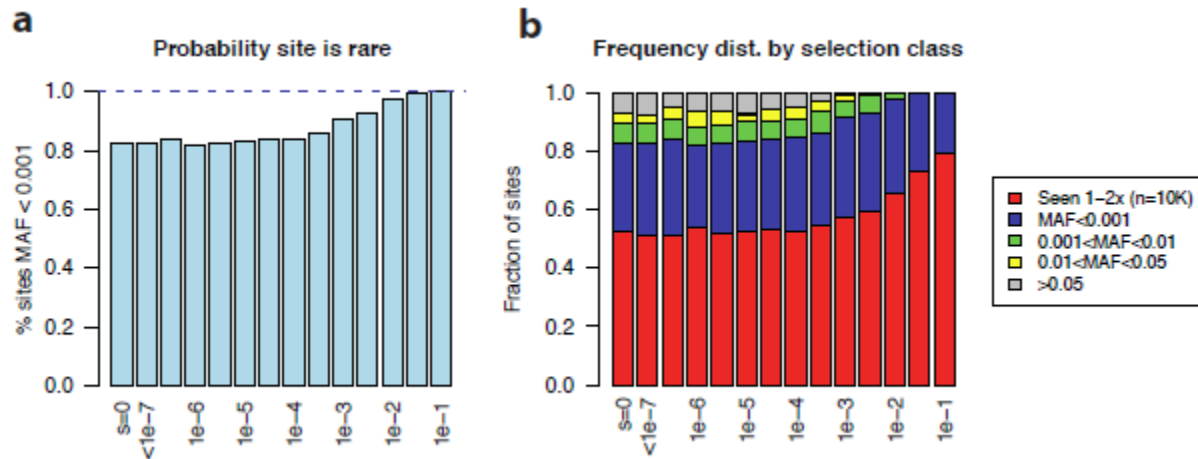 a
Probability site is rare
% sites MAF < 0.001
1.0
0.8
0.6
0.4
0.2
0.0
s=0
<1e−7
1e−6
1e−5
1e−4
1e−3
1e−2
1e−1
b
Frequency dist. by selection class
Fraction of sites
1.0
0.8
0.6
0.4
0.2
0.0
s=0
<1e−7
1e−6
1e−5
1e−4
1e−3
1e−2
1e−1
Seen 1−2x (n=10K)
MAF<0.001
0.001<MAF<0.01
0.01<MAF<0.05
>0.05